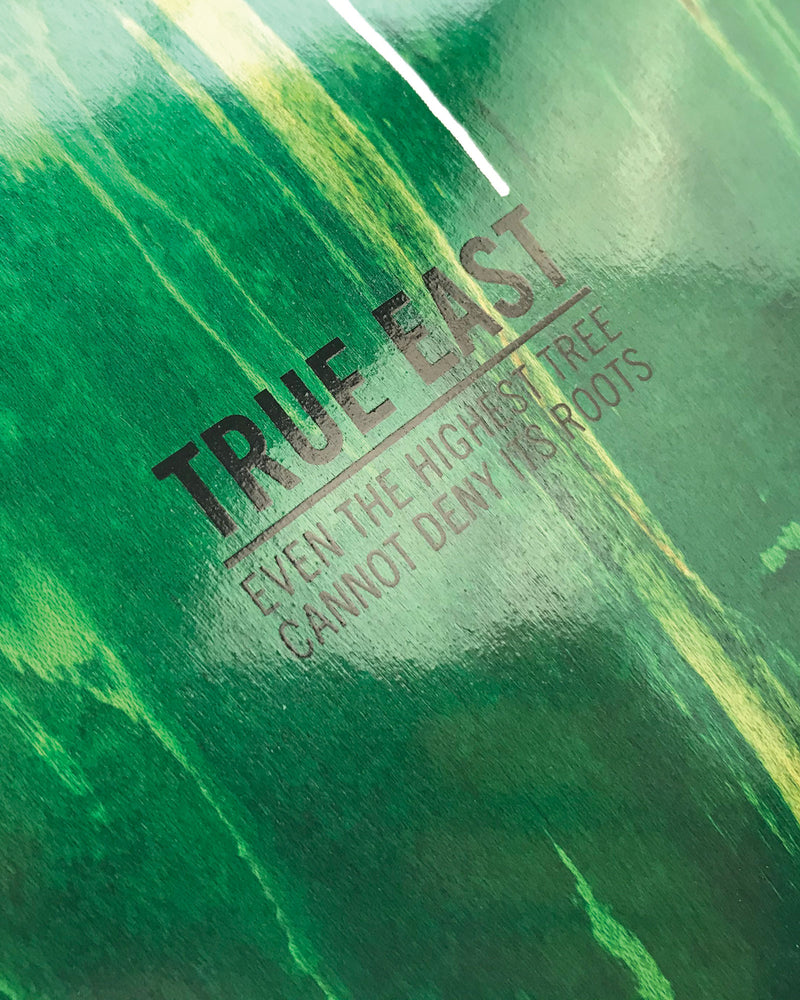 TRUE EAST
EVEN THE HIGHEST TREE
CANNOT DENY ITS ROOTS